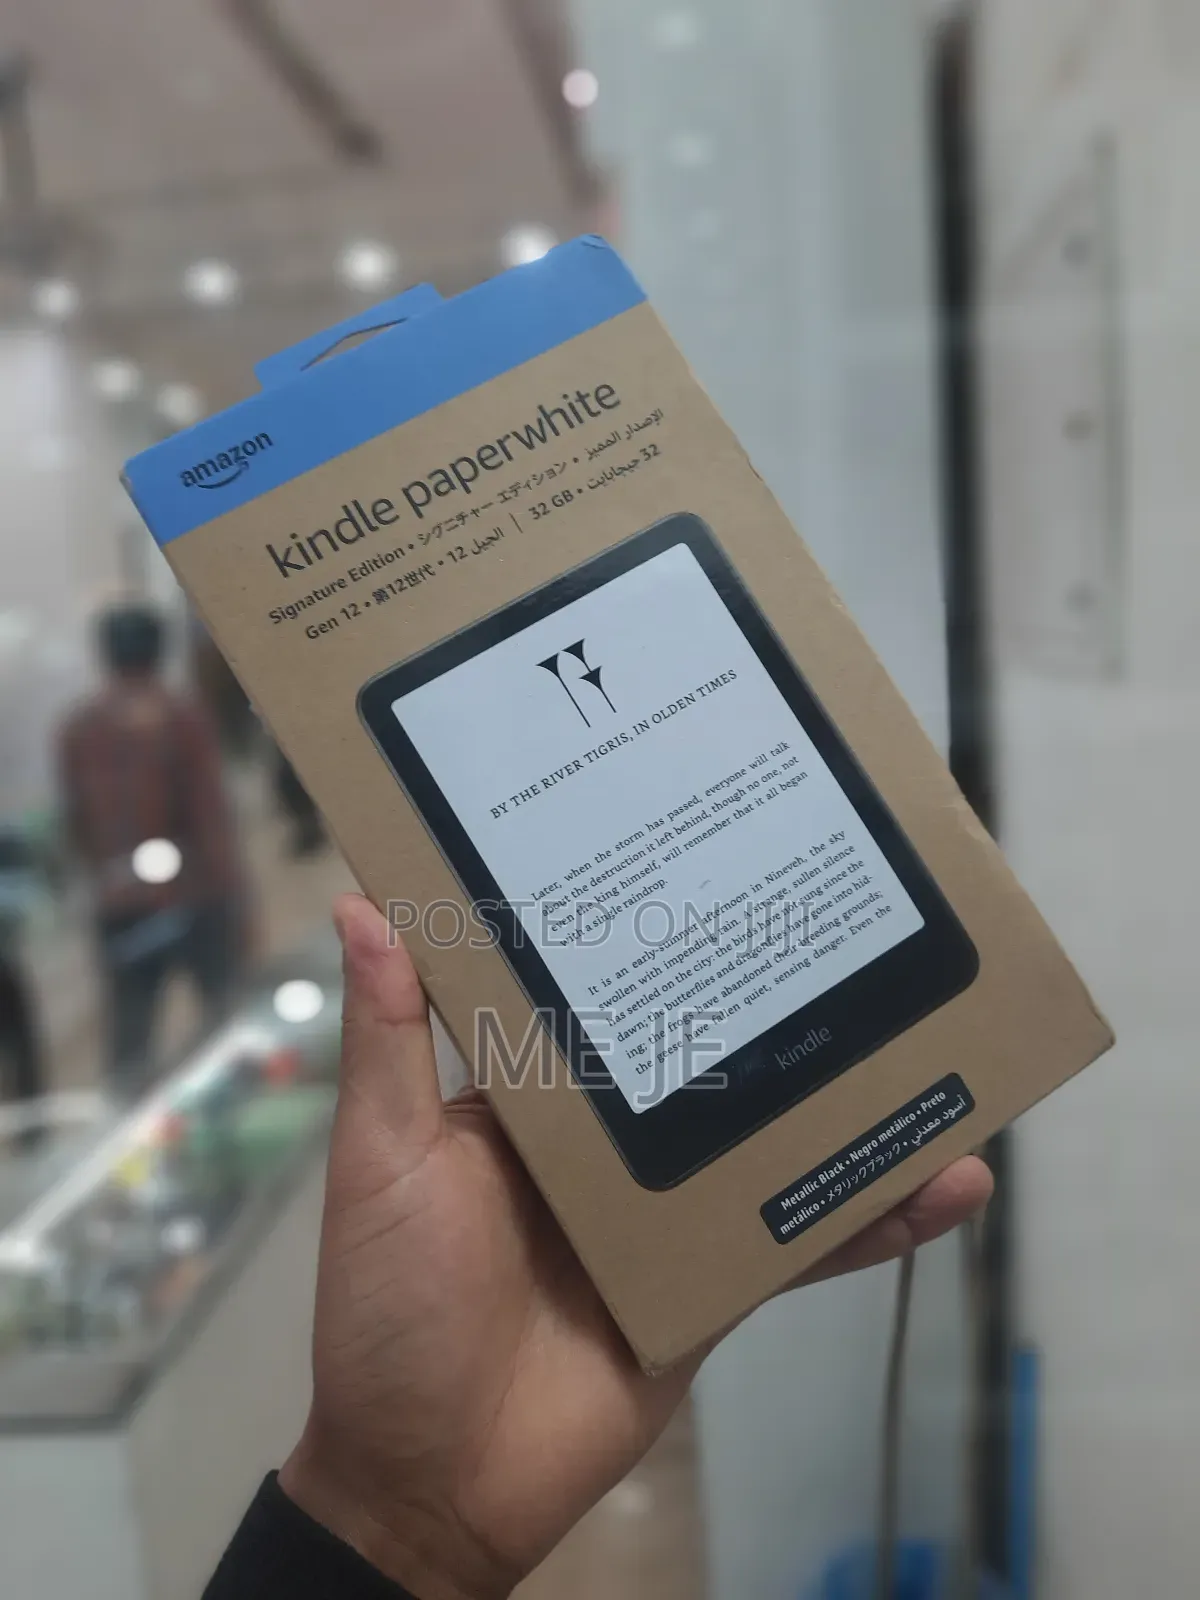 amazon
kindle paperwhite
Signature Edition • シグニチャー エディション • الإصدار المميز
Gen 12 • 第12世代 • الجيل 12 | 32 GB • 32 جيجابايت
BY THE RIVER TIGRIS, IN OLDEN TIMES
Later, when the storm has passed, everyone will talk
about the destruction it left behind, though no one, not
even the king himself, will remember that it all began
with a single raindrop.
It is an early-summer afternoon in Nineveh, the sky
swollen with impending rain. A strange, sullen silence
has settled on the city: the birds have not sung since the
dawn; the butterflies and dragonflies have gone into hid-
ing; the frogs have abandoned their breeding grounds;
the geese have fallen quiet, sensing danger. Even the
kindle
Metallic Black • Negro metálico • Preto
metálico • メタリックブラック • أسود معدني
POSTED ON JIJI
MEJE